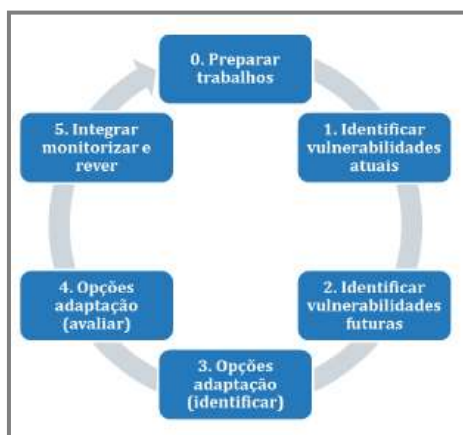 0. Preparar
trabalhos
1. Identificar
vulnerabilidades
atuais
2. Identificar
vulnerabilidades
futuras
3. Opções
adaptação
(identificar)
4. Opções
adaptação
(avaliar)
5. Integrar
monitorizar e
rever